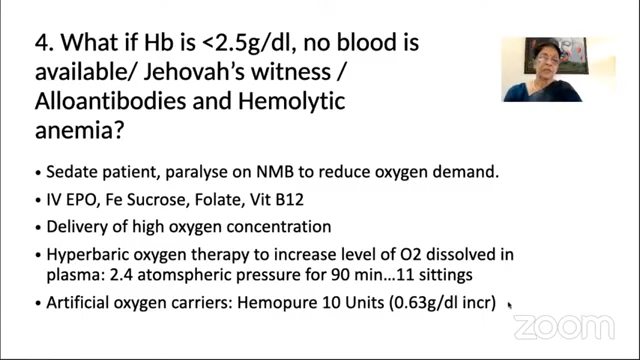 4. What if Hb is <2.5g/dl, no blood is
available/ Jehovah's witness /
Alloantibodies and Hemolytic
anemia?
• Sedate patient, paralyse on NMB to reduce oxygen demand.
• IV EPO, Fe Sucrose, Folate, Vit B12
• Delivery of high oxygen concentration
• Hyperbaric oxygen therapy to increase level of O2 dissolved in
plasma: 2.4 atomspheric pressure for 90 min...11 sittings
• Artificial oxygen carriers: Hemopure 10 Units (0.63g/dl incr)
zoom